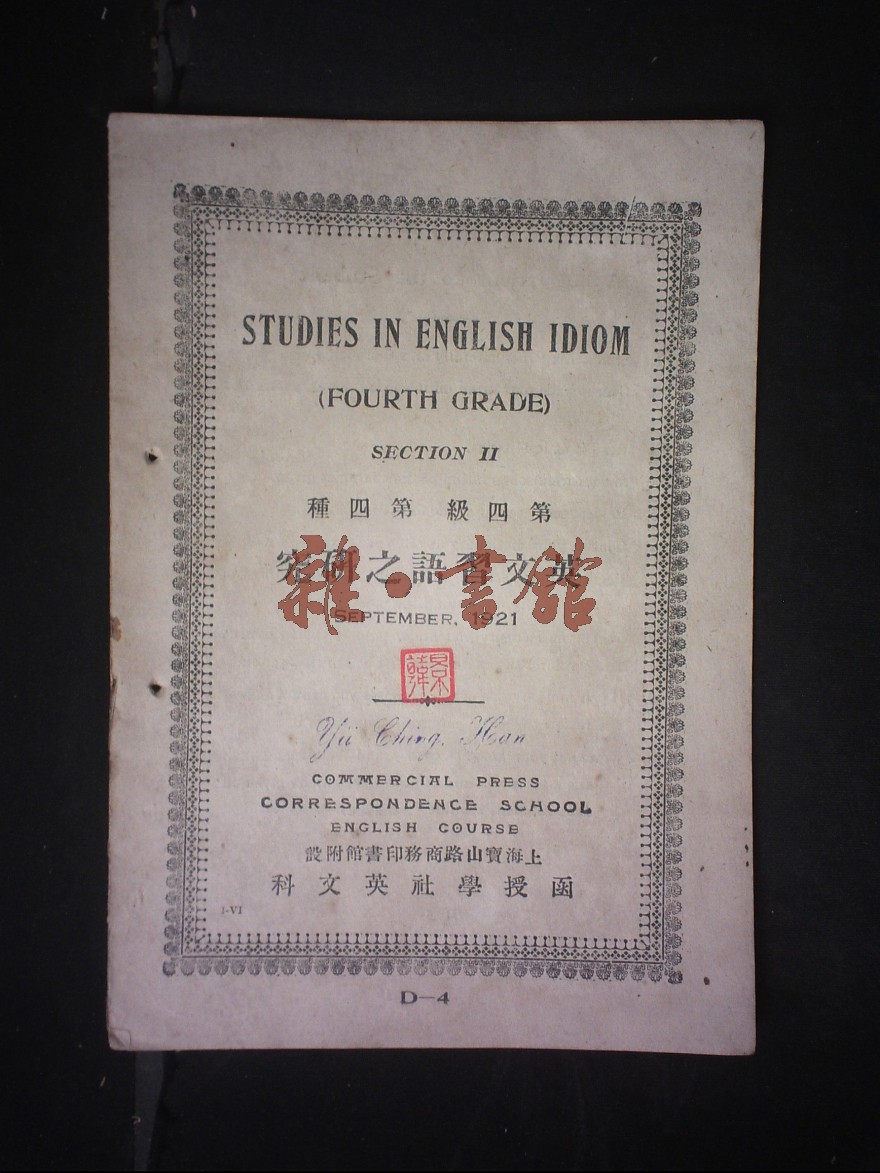 STUDIES IN ENGLISH IDIOM
(FOURTH GRADE)
SECTION II
第四級 第四種
英文習語之研究
雜·書館
SEPTEMBER, 1921
Yü Ching, Han
COMMERCIAL PRESS
CORRESPONDENCE SCHOOL
ENGLISH COURSE
上海寶山路商務印書館附設
函授學社英文科
I-VI
D-4